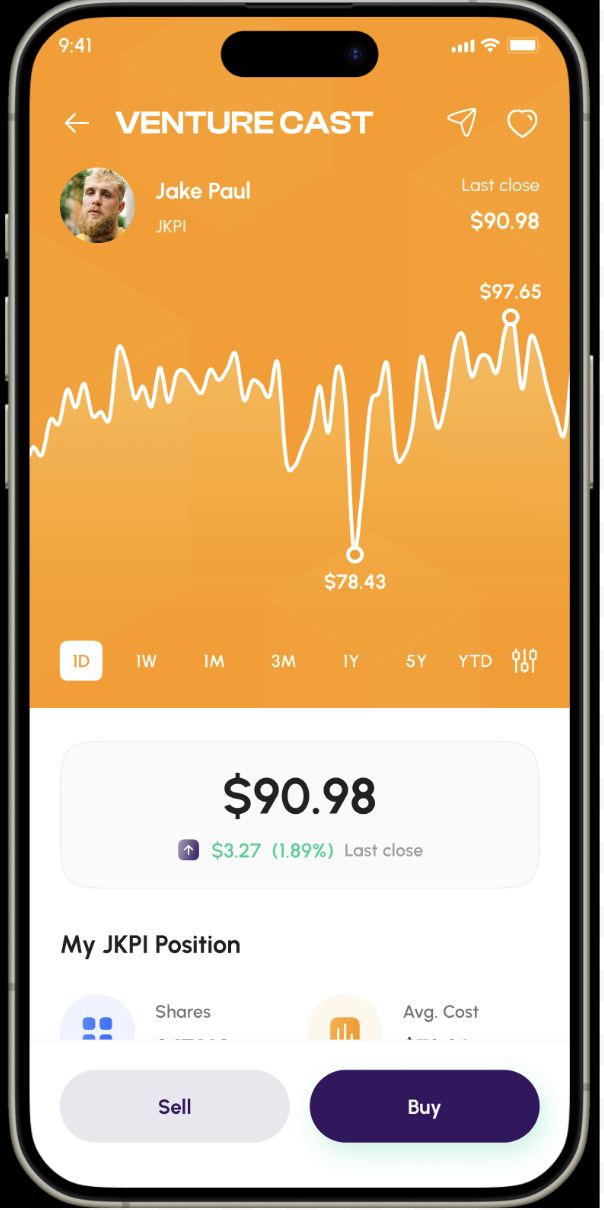 9:41
VENTURE CAST
Jake Paul
JKPI
Last close
$90.98
$97.65
$78.43
1D 1W 1M 3M 1Y 5Y YTD
$90.98
$3.27 (1.89%) Last close
My JKPI Position
Shares
Avg. Cost
Sell
Buy